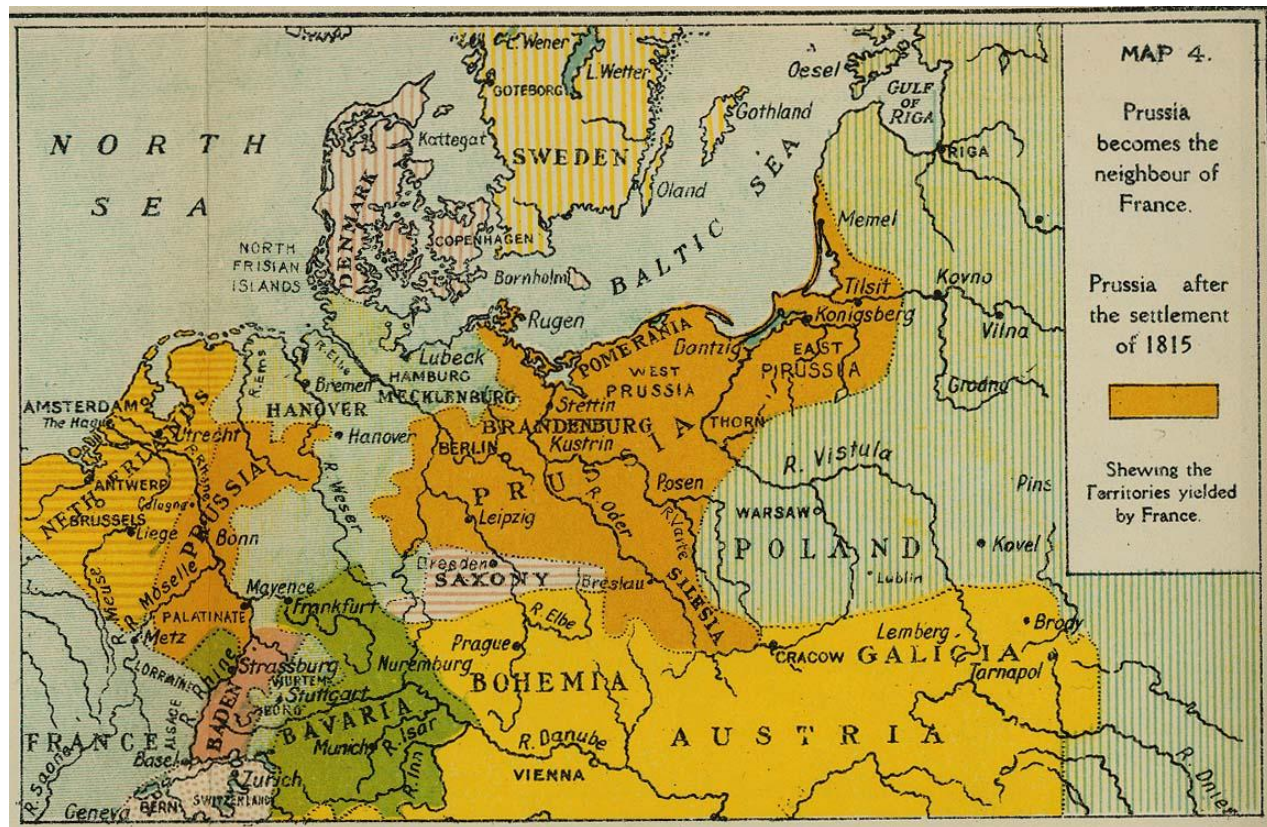 MAP 4.
Prussia
becomes the
neighbour of
France.
Prussia after
the settlement
of 1815
Shewing the
Territories yielded
by France.
NORTH
SEA
L. Wener
L. Wetter
GOTEBORG
SWEDEN
Gothland
Oland
Oesel
GULF
OF
RIGA
RIGA
Kattegat
DENMARK
COPENHAGEN
Bornholm
BALTIC SEA
NORTH
FRISIAN
ISLANDS
Memel
Tilsit
Kovno
Vilna
Konigsberg
Grodno
Rugen
POMERANIA
Dantzig
EAST
PRUSSIA
WEST
PRUSSIA
THORN
R. Elbe
Lubeck
HAMBURG
MECKLENBURG
R. Ems
Bremen
HANOVER
Hanover
R. Weser
Stettin
BRANDENBURG
Kustrin
BERLIN
PRUSSIA
R. Oder
Posen
R. Warte
R. Vistula
WARSAW
POLAND
Pins
Kovel
Lublin
Leipzig
AMSTERDAM
The Hague
Utrecht
NETHERLANDS
R. Rhine
ANTWERP
BRUSSELS
Cologne
Liege
PRUSSIA
Bonn
R. Meuse
R. Moselle
Mayence
PALATINATE
Frankfurt
Metz
LORRAINE
R. Rhine
Strassburg
WURTEM
BURG
Stuttgart
ALSACE
BADEN
Nuremburg
BAVARIA
Munich
R. Isar
R. Inn
Dresden
SAXONY
Breslau
SILESIA
R. Elbe
Prague
BOHEMIA
CRACOW
GALICIA
Lemberg
Brody
Tarnapol
AUSTRIA
R. Danube
VIENNA
R. Dnier
FRANCE
R. Saone
Basel
Zurich
BERN
SWITZERLAND
Geneva